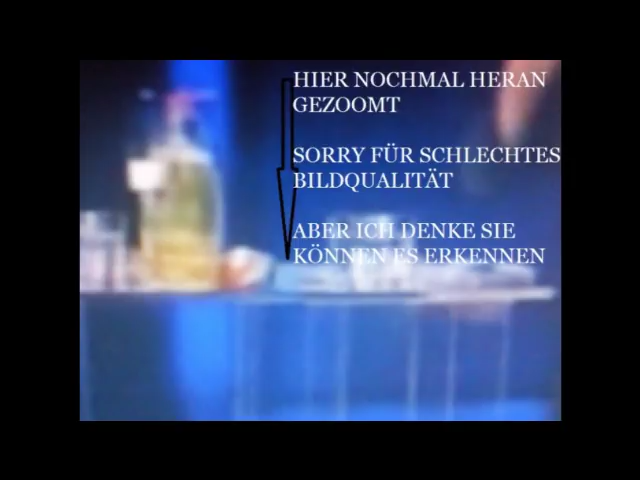 HIER NOCHMAL HERAN
GEZOOMT
SORRY FÜR SCHLECHTES
BILDQUALITÄT
ABER ICH DENKE SIE
KÖNNEN ES ERKENNEN